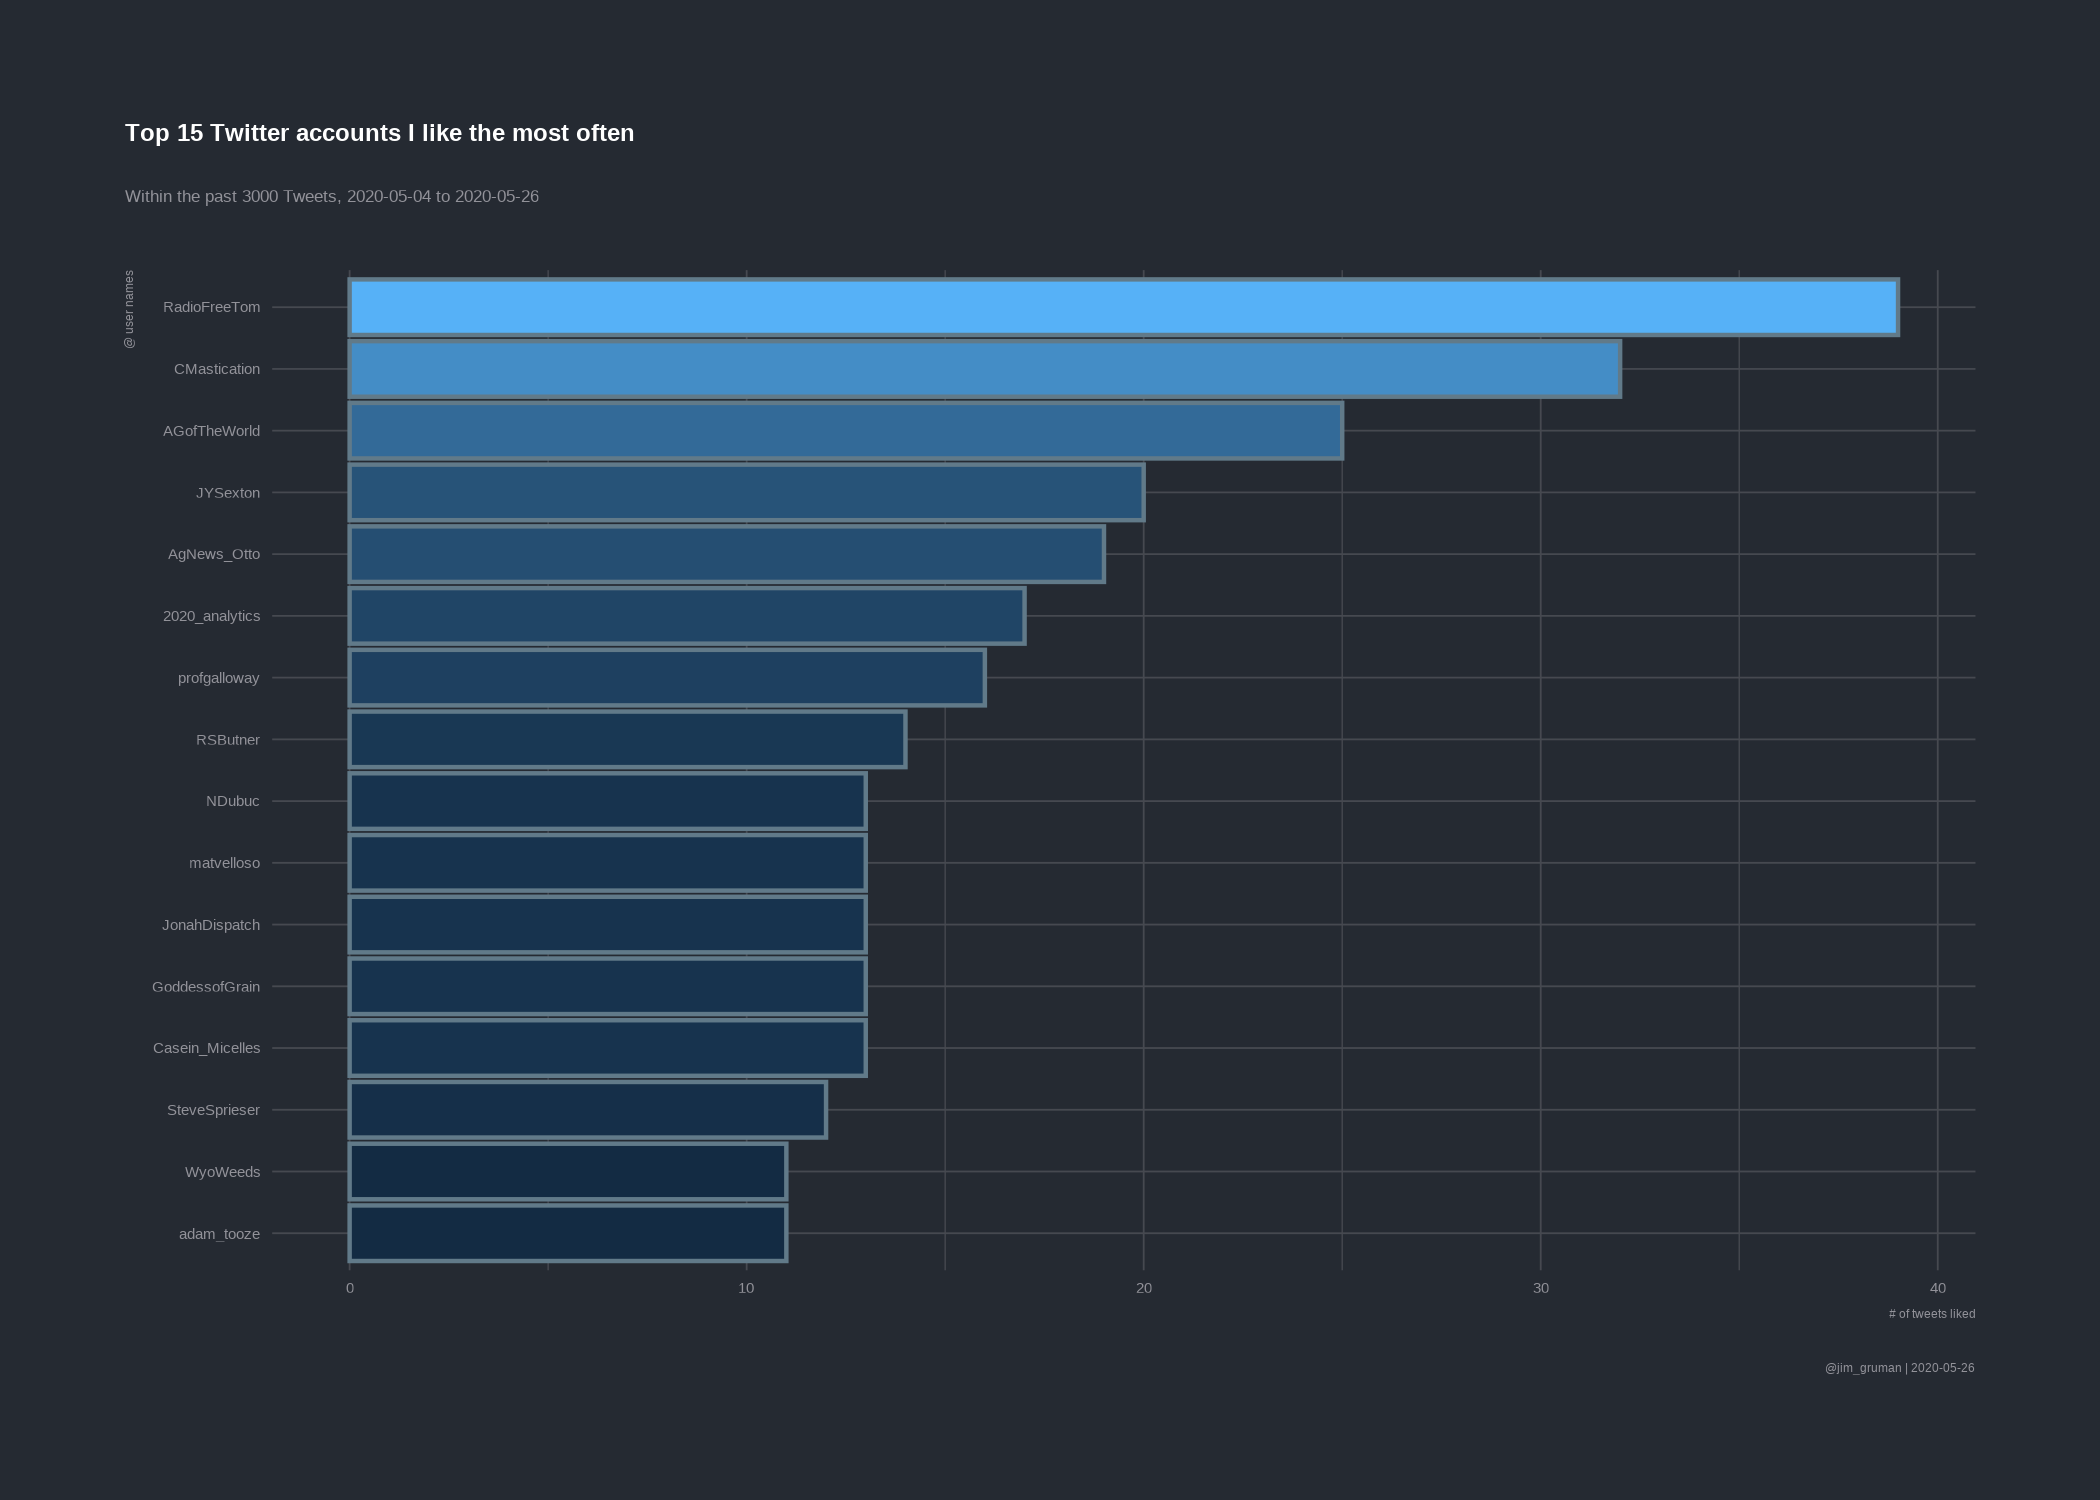 Top 15 Twitter accounts I like the most often
Within the past 3000 Tweets, 2020-05-04 to 2020-05-26
@ user names
RadioFreeTom
CMastication
AGofTheWorld
JYSexton
AgNews_Otto
2020_analytics
profgalloway
RSButner
NDubuc
matvelloso
JonahDispatch
GoddessofGrain
Casein_Micelles
SteveSprieser
WyoWeeds
adam_tooze
0 10 20 30 40
# of tweets liked
@jim_gruman | 2020-05-26